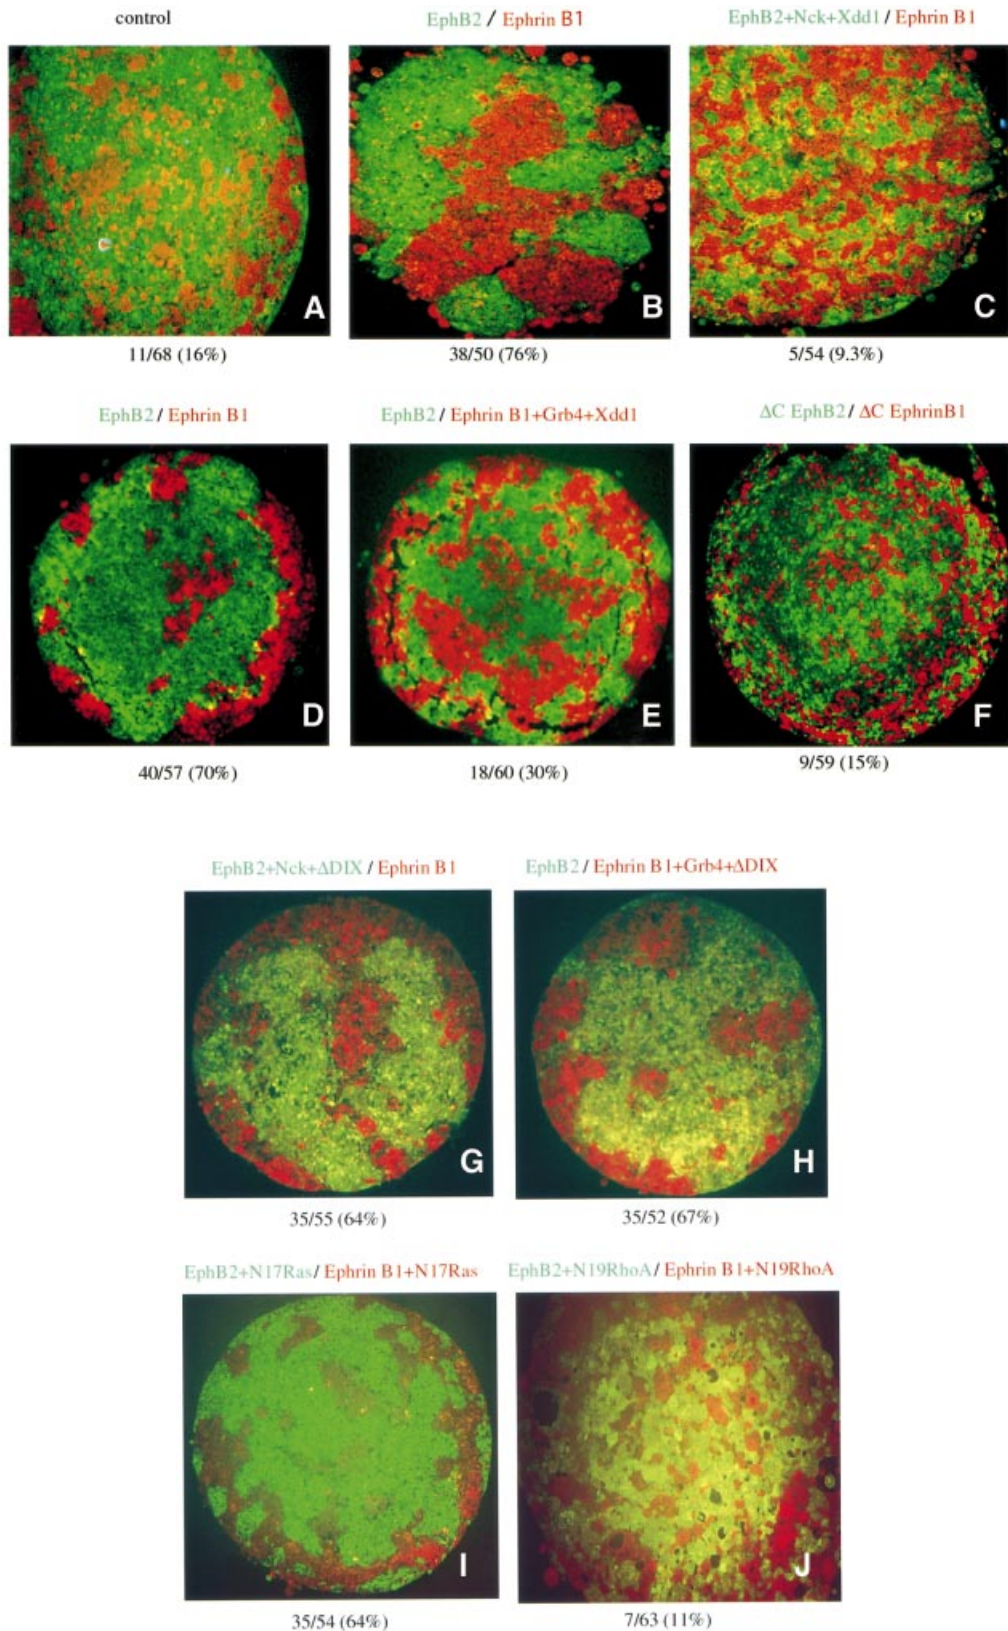 control
EphB2 / Ephrin B1
EphB2+Nck+Xdd1 / Ephrin B1
A
B
C
11/68 (16%)
38/50 (76%)
5/54 (9.3%)
EphB2 / Ephrin B1
EphB2 / Ephrin B1+Grb4+Xdd1
ΔC EphB2 / ΔC EphrinB1
D
E
F
40/57 (70%)
18/60 (30%)
9/59 (15%)
EphB2+Nck+ΔDIX / Ephrin B1
EphB2 / Ephrin B1+Grb4+ΔDIX
G
H
35/55 (64%)
35/52 (67%)
EphB2+N17Ras/ Ephrin B1+N17Ras
EphB2+N19RhoA/ Ephrin B1+N19RhoA
I
J
35/54 (64%)
7/63 (11%)